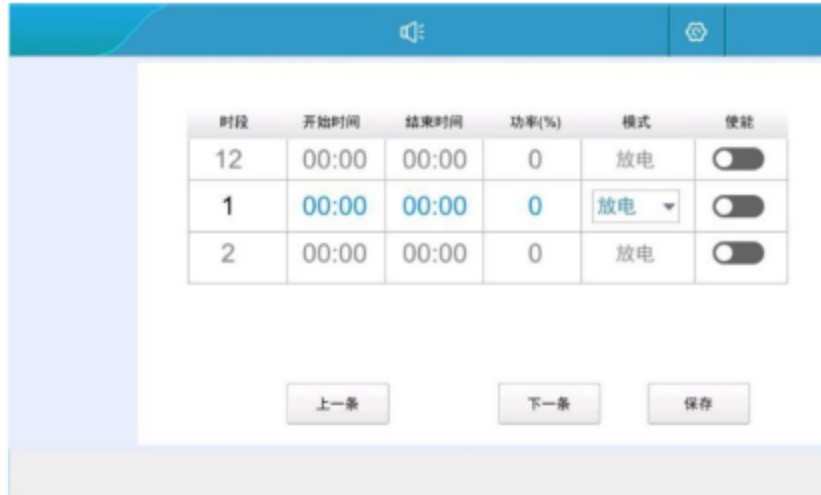 时段 开始时间 结束时间 功率(%) 模式 使能
12 00:00 00:00 0 放电
1 00:00 00:00 0 放电
2 00:00 00:00 0 放电
上一条 下一条 保存